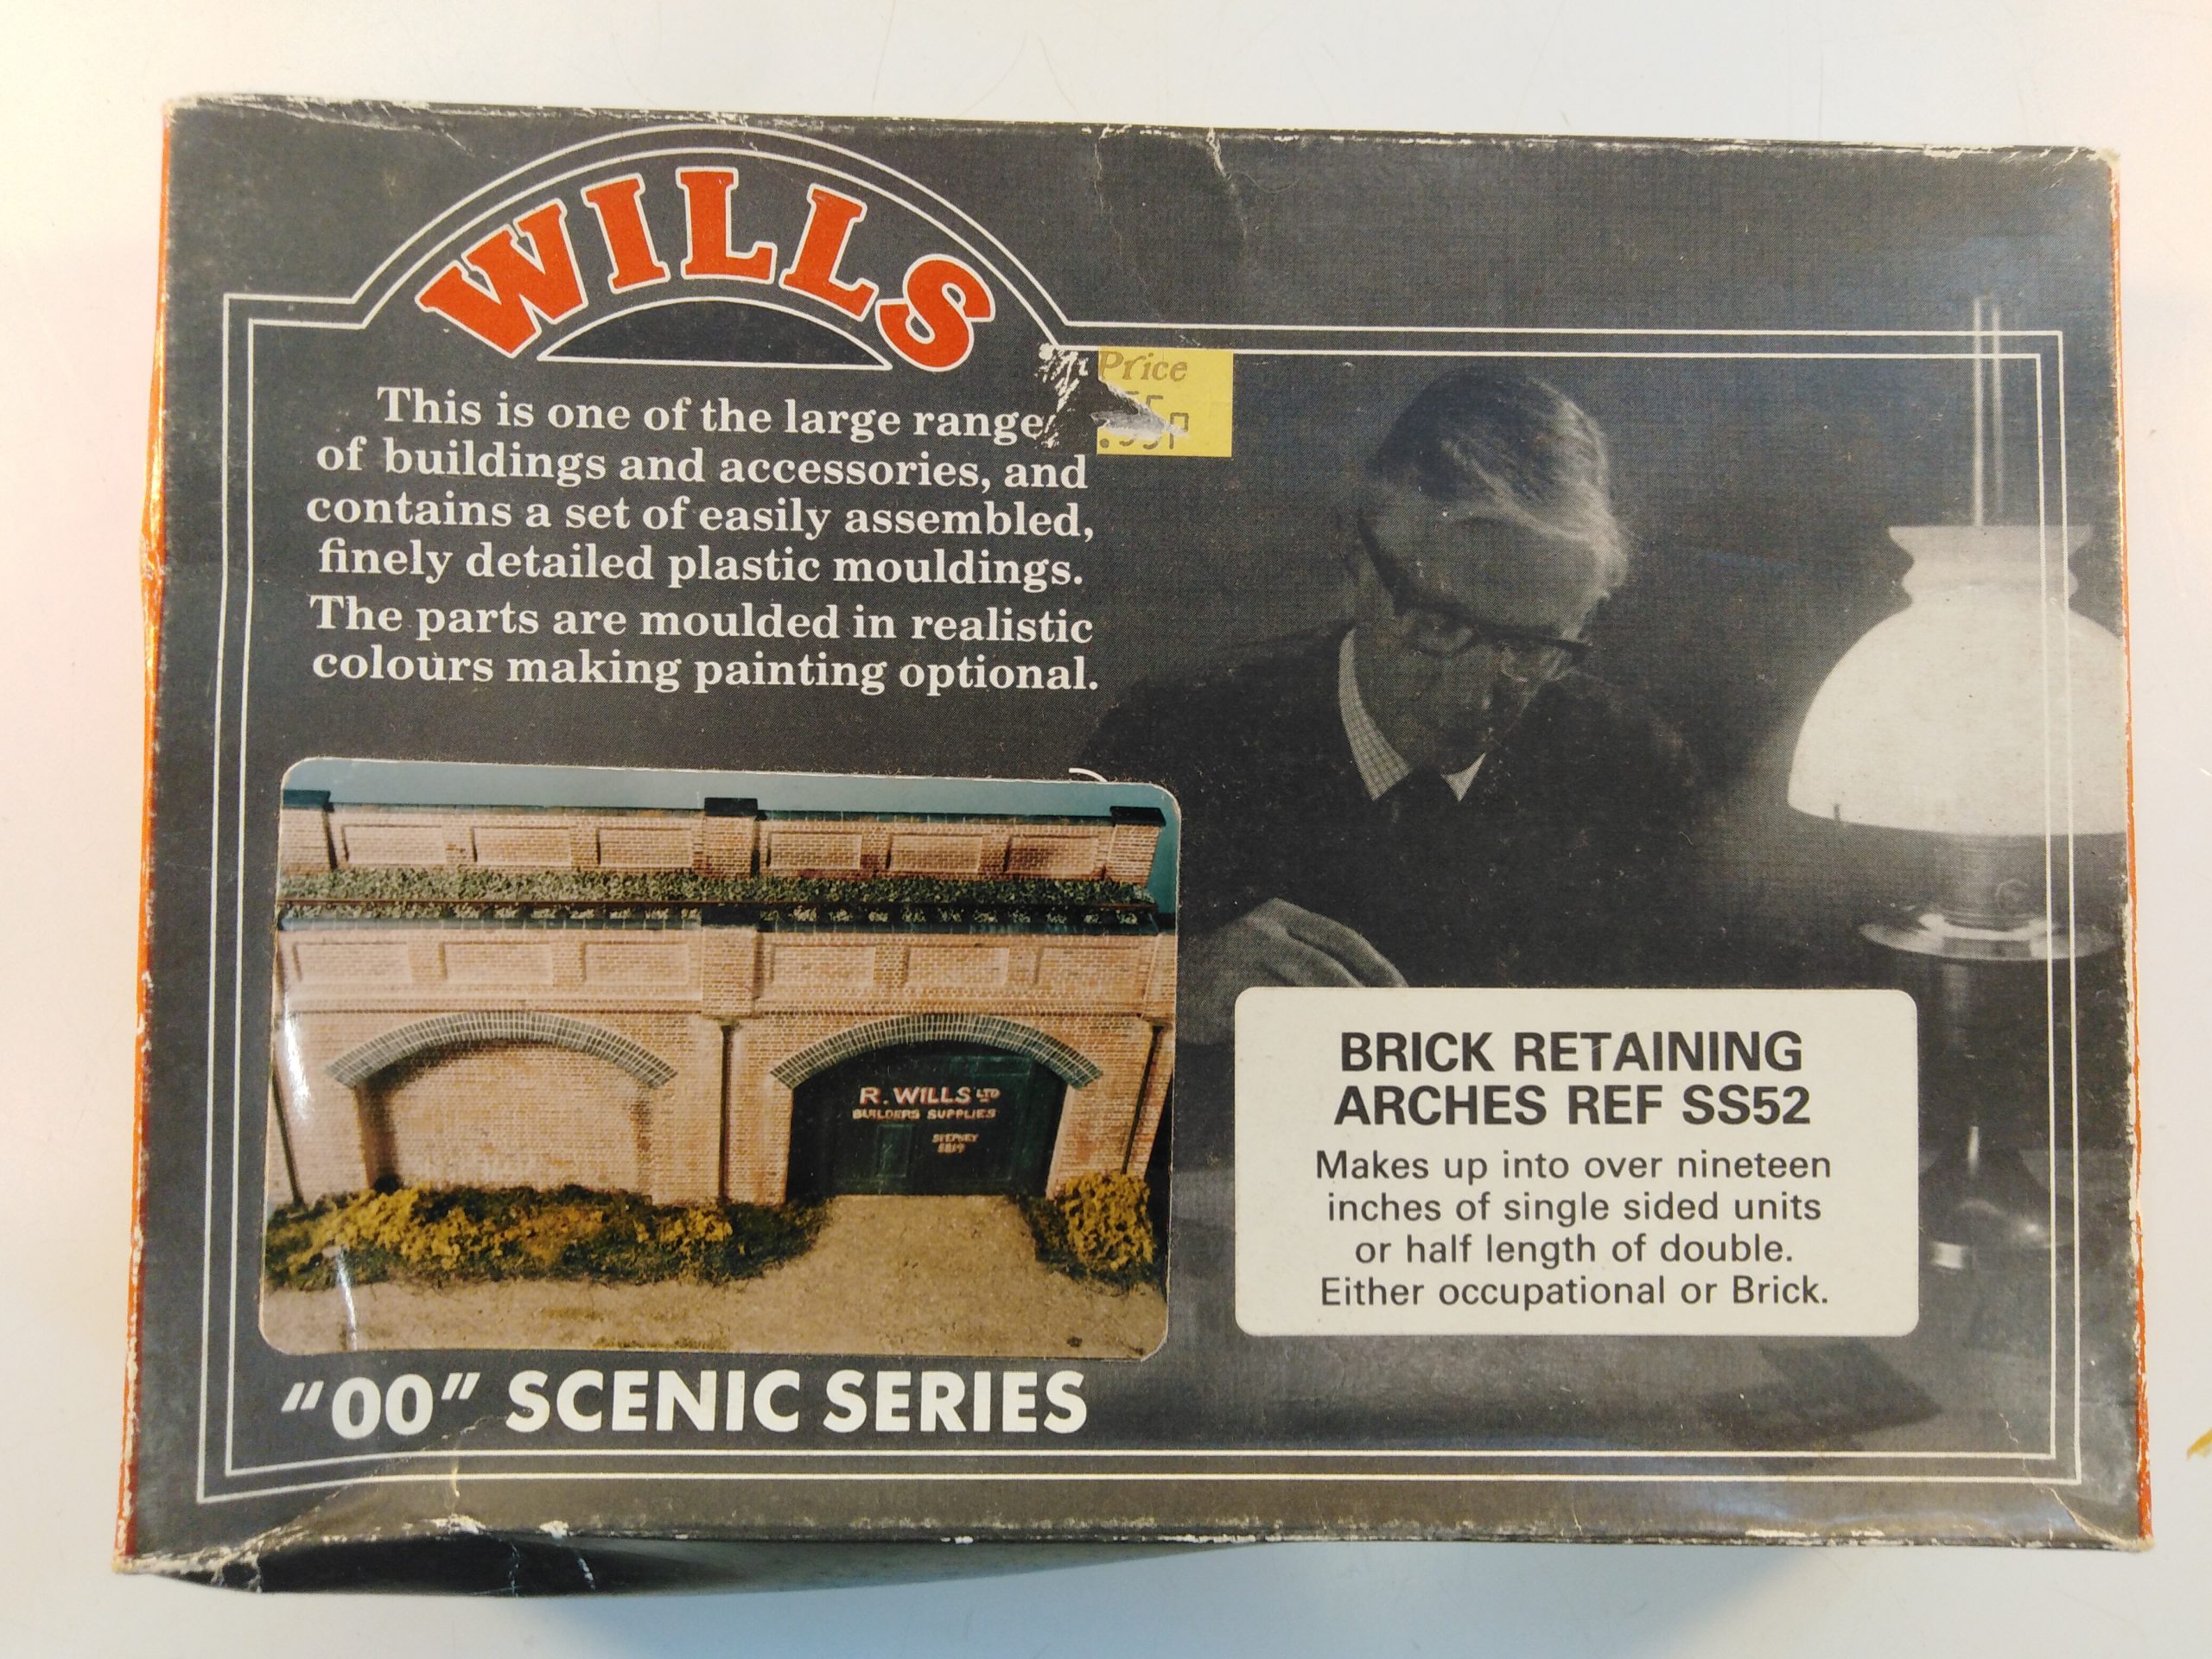 WILLS
Price
This is one of the large range
of buildings and accessories, and
contains a set of easily assembled,
finely detailed plastic mouldings.
The parts are moulded in realistic
colours making painting optional.
R. WILLS LTD
BUILDERS SUPPLIES
STEPNEY
BRICK RETAINING
ARCHES REF SS52
Makes up into over nineteen
inches of single sided units
or half length of double.
Either occupational or Brick.
"00" SCENIC SERIES